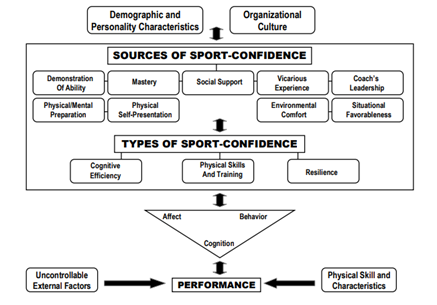 Demographic and
Personality Characteristics
Organizational
Culture
SOURCES OF SPORT-CONFIDENCE
Demonstration
Of Ability
Mastery
Social Support
Vicarious
Experience
Coach's
Leadership
Physical/Mental
Preparation
Physical
Self-Presentation
Environmental
Comfort
Situational
Favorableness
TYPES OF SPORT-CONFIDENCE
Cognitive
Efficiency
Physical Skills
And Training
Resilience
Affect
Behavior
Cognition
Uncontrollable
External Factors
PERFORMANCE
Physical Skill and
Characteristics